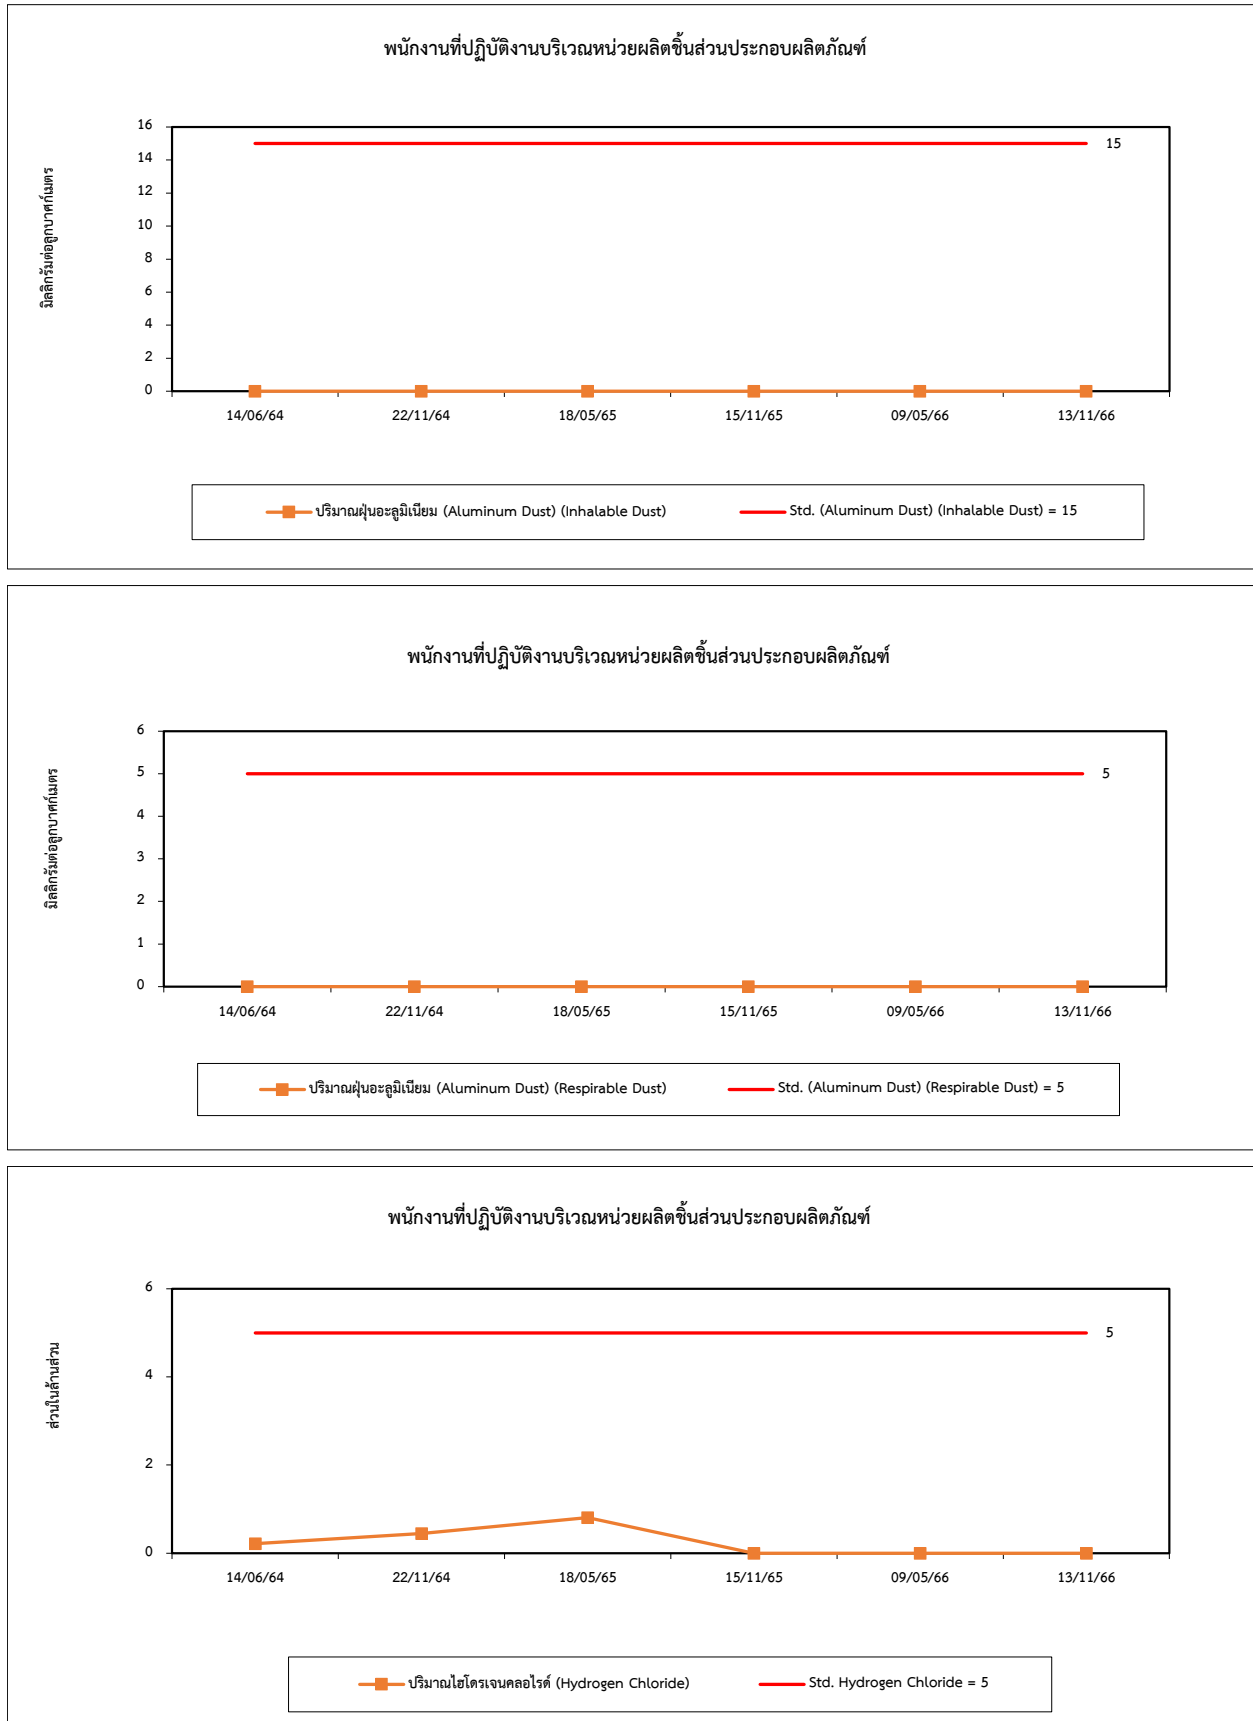 พนักงานที่ปฏิบัติงานบริเวณหน่วยผลิตชิ้นส่วนประกอบผลิตภัณฑ์
มิลลิกรัมต่อลูกบาศก์เมตร
16
14
12
10
8
6
4
2
0
15
14/06/64 22/11/64 18/05/65 15/11/65 09/05/66 13/11/66
ปริมาณฝุ่นอะลูมิเนียม (Aluminum Dust) (Inhalable Dust) Std. (Aluminum Dust) (Inhalable Dust) = 15
พนักงานที่ปฏิบัติงานบริเวณหน่วยผลิตชิ้นส่วนประกอบผลิตภัณฑ์
มิลลิกรัมต่อลูกบาศก์เมตร
6
5
4
3
2
1
0
5
14/06/64 22/11/64 18/05/65 15/11/65 09/05/66 13/11/66
ปริมาณฝุ่นอะลูมิเนียม (Aluminum Dust) (Respirable Dust) Std. (Aluminum Dust) (Respirable Dust) = 5
พนักงานที่ปฏิบัติงานบริเวณหน่วยผลิตชิ้นส่วนประกอบผลิตภัณฑ์
ส่วนในล้านส่วน
6
4
2
0
5
14/06/64 22/11/64 18/05/65 15/11/65 09/05/66 13/11/66
ปริมาณไฮโดรเจนคลอไรด์ (Hydrogen Chloride) Std. Hydrogen Chloride = 5